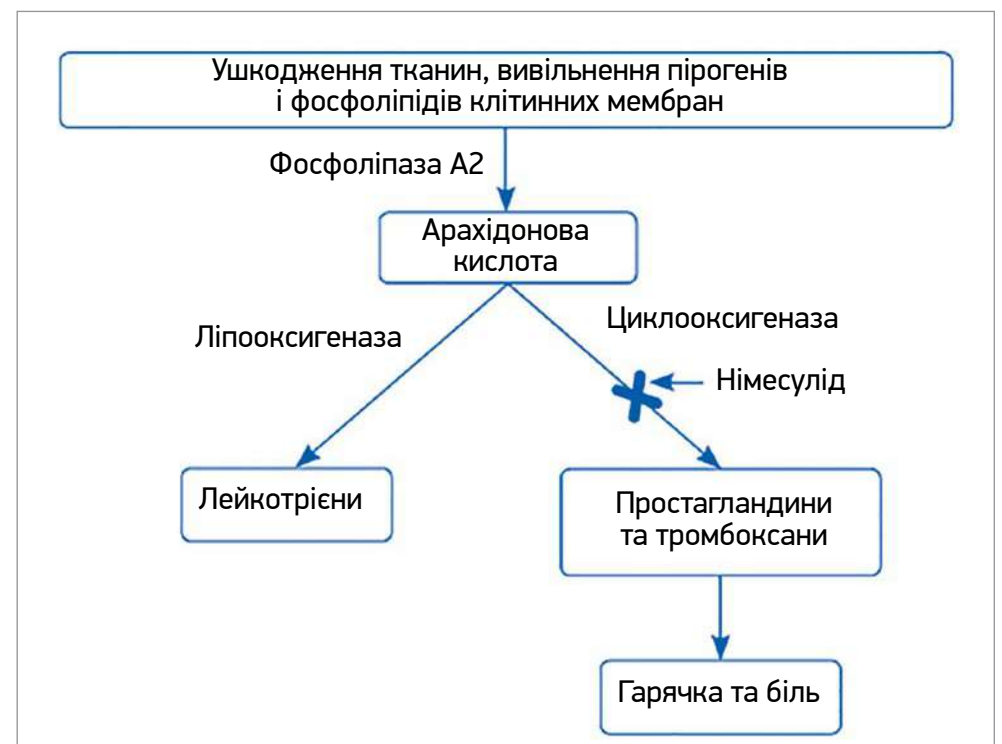 Ушкодження тканин, вивільнення пірогенів
і фосфоліпідів клітинних мембран
Фосфоліпаза А2
Арахідонова
кислота
Циклооксигеназа
Ліпооксигеназа
Німесулід
Лейкотрієни
Простагландини
та тромбоксани
Гарячка та біль